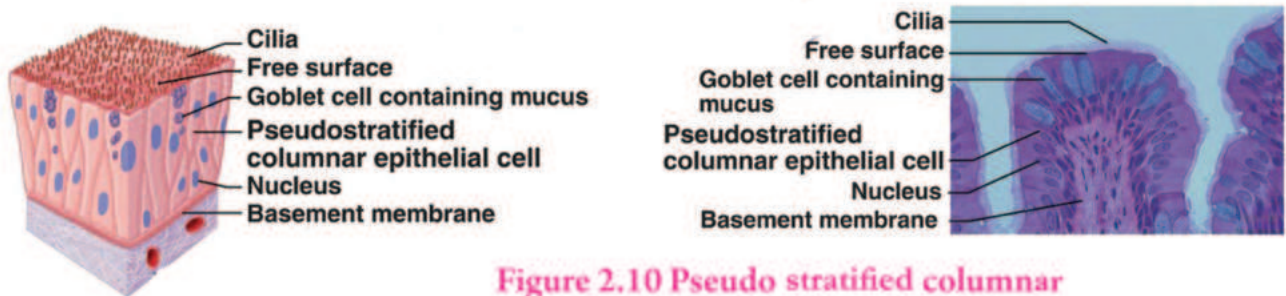 Cilia
Free surface
Goblet cell containing mucus
Pseudostratified
columnar epithelial cell
Nucleus
Basement membrane
Cilia
Free surface
Goblet cell containing
mucus
Pseudostratified
columnar epithelial cell
Nucleus
Basement membrane
Figure 2.10 Pseudo stratified columnar